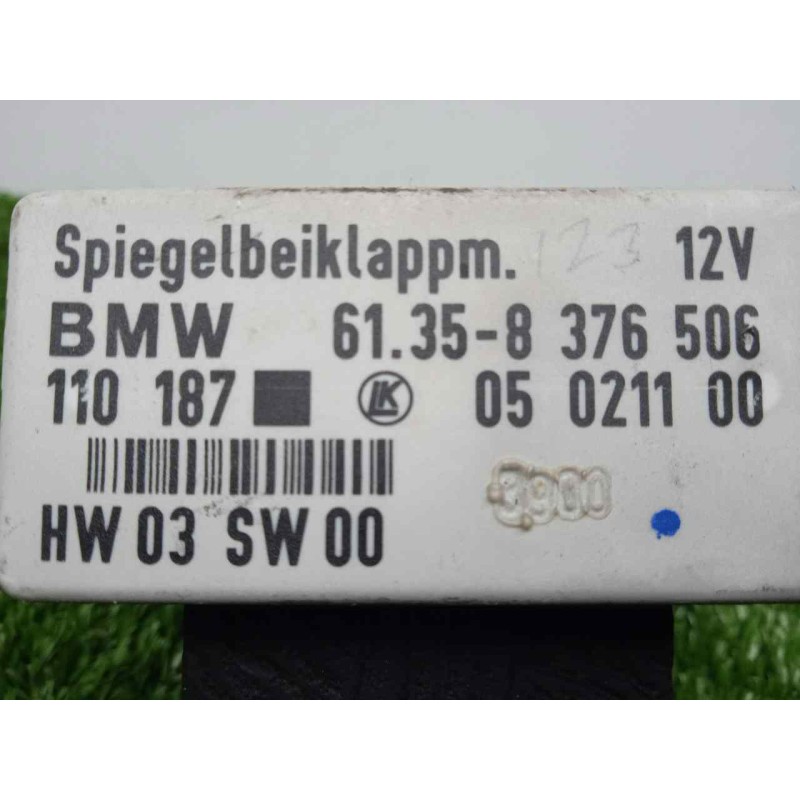 Spiegelbeiklappm. 123 12V
BMW 61.35-8 376 506
110 187 LK 05 0211 00
3900
HW 03 SW 00